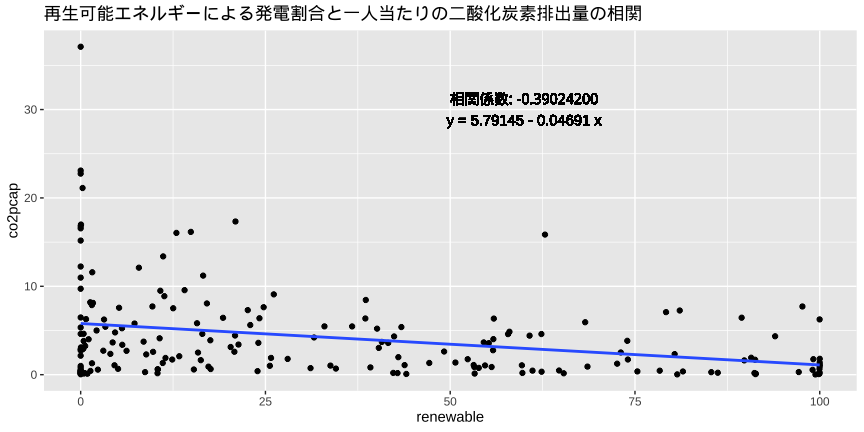 再生可能エネルギーによる発電割合と一人当たりの二酸化炭素排出量の相関
相関係数: -0.39024200
y = 5.79145 - 0.04691 x
co2pcap
30
20
10
0
0 25 50 75 100
renewable